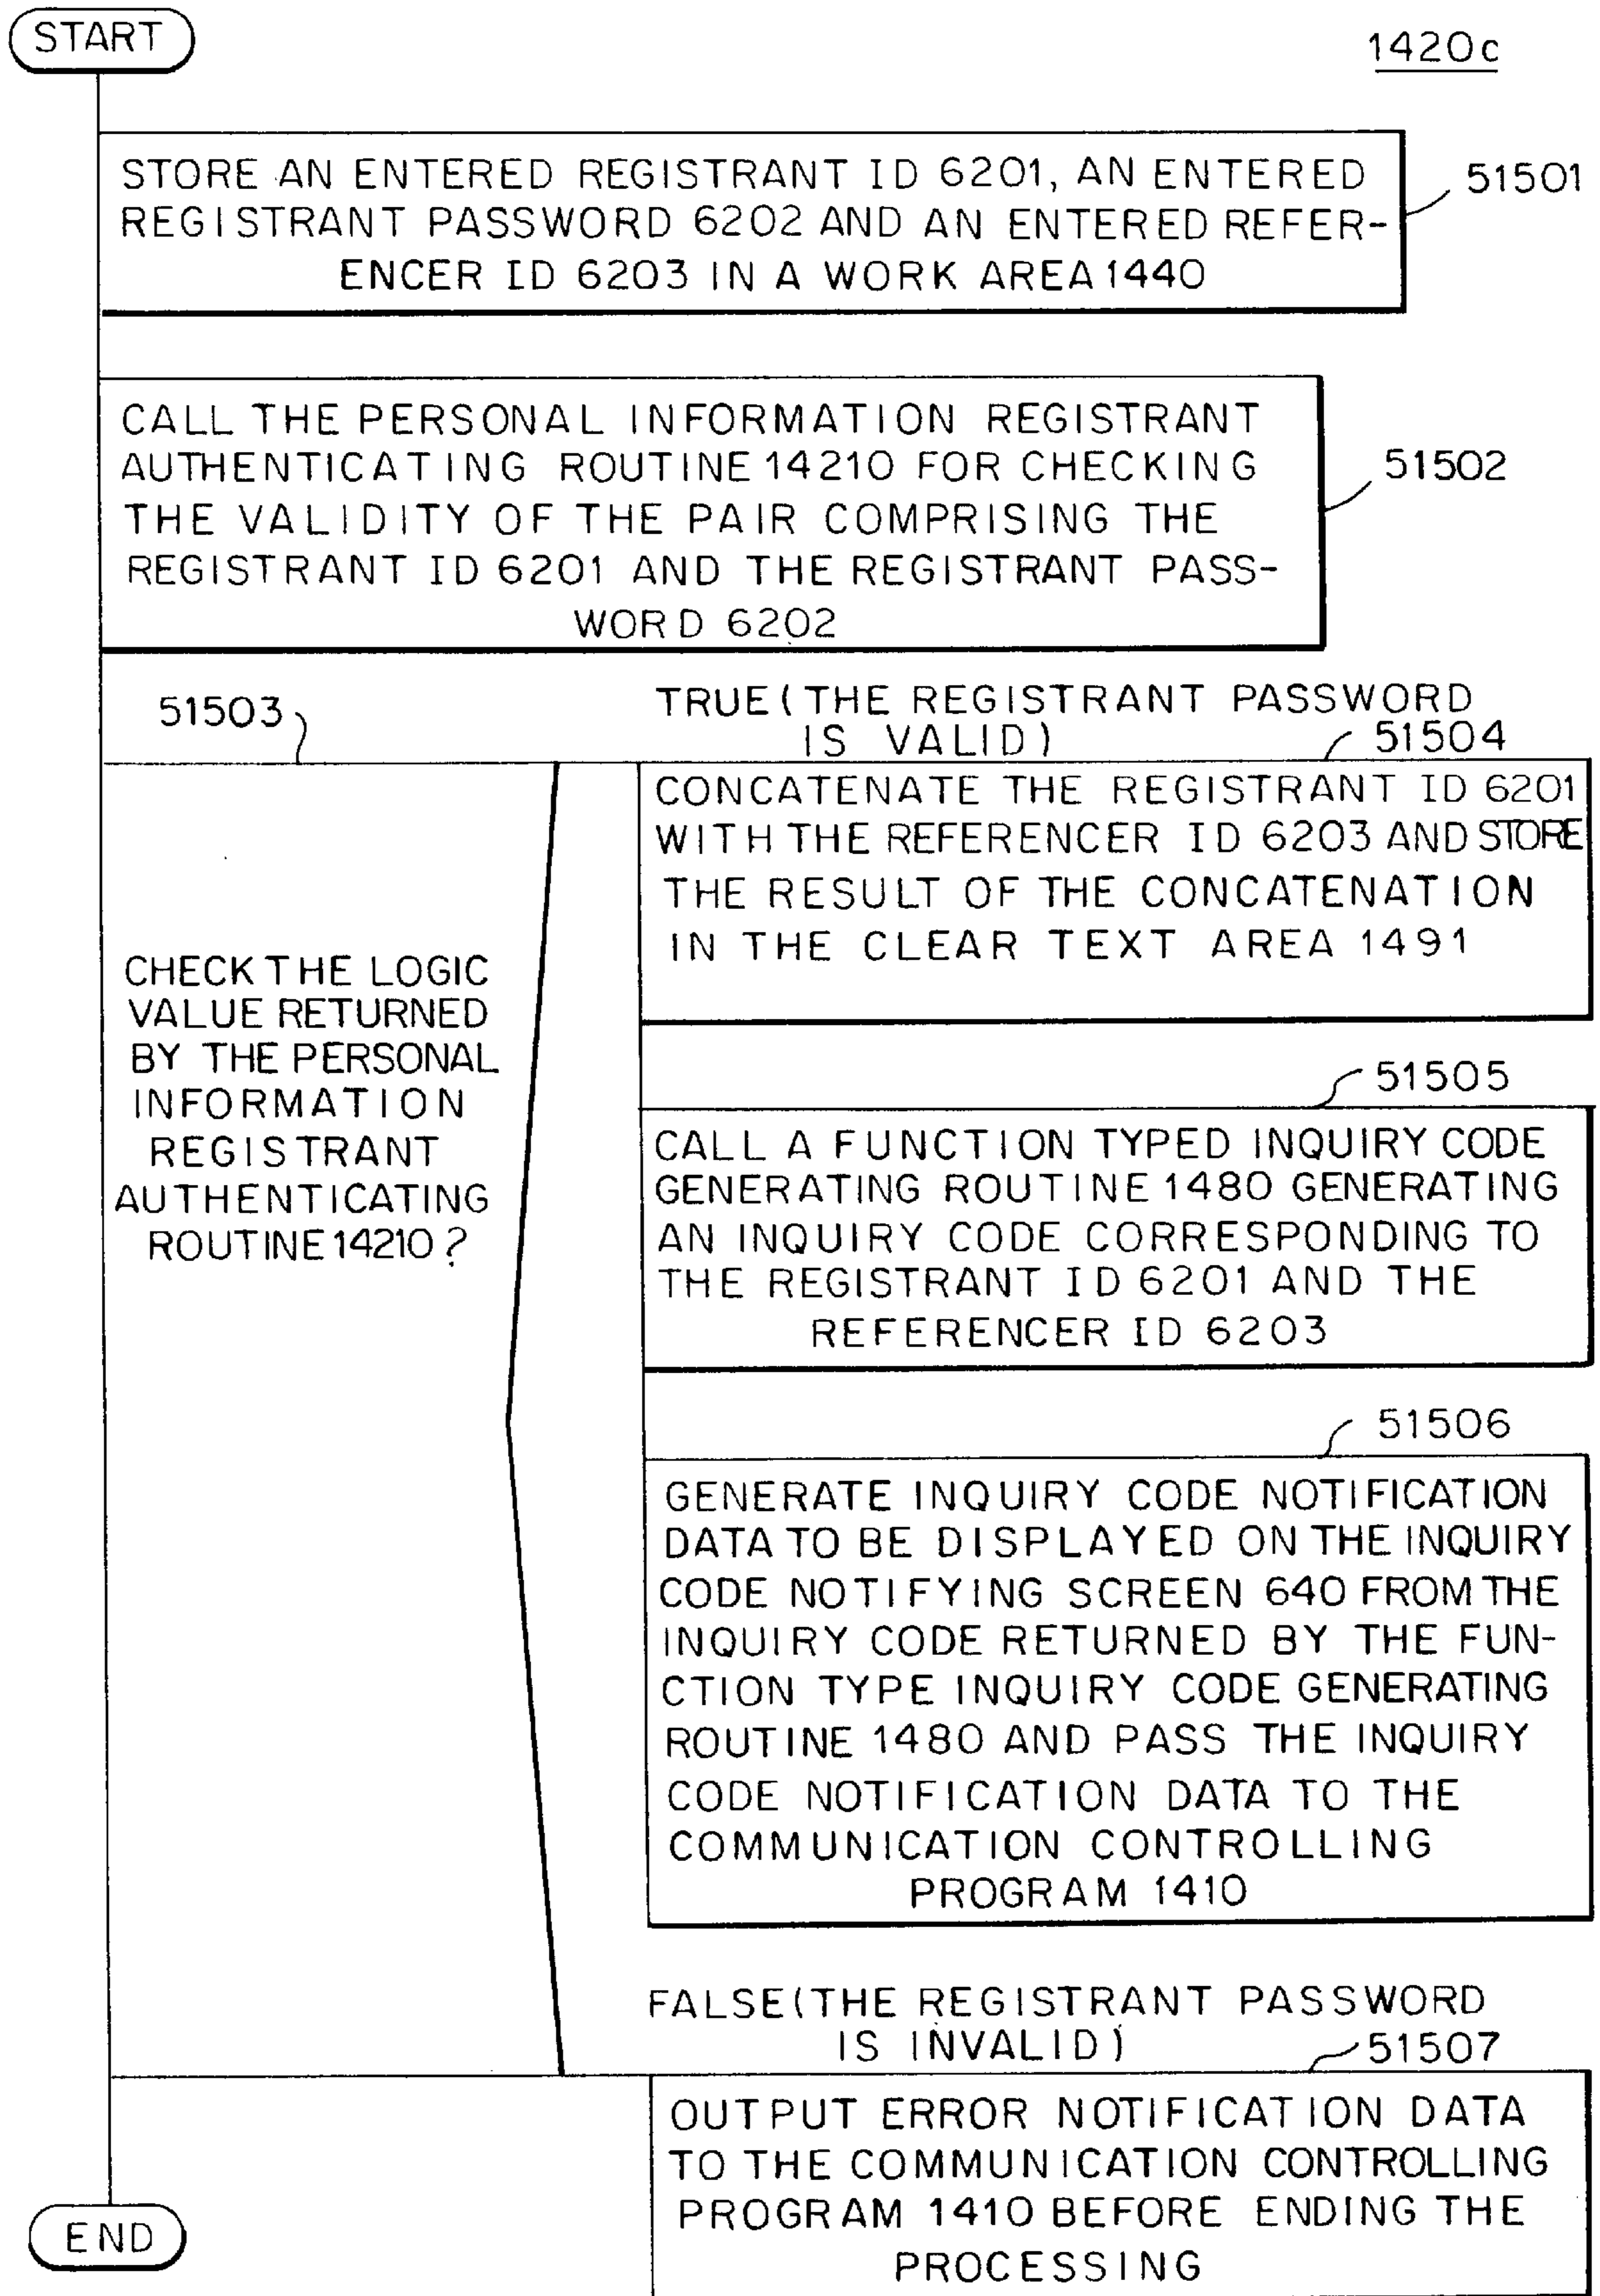 START
1420c
STORE AN ENTERED REGISTRANT ID 6201, AN ENTERED
REGISTRANT PASSWORD 6202 AND AN ENTERED REFER-
ENCER ID 6203 IN A WORK AREA 1440
51501
CALL THE PERSONAL INFORMATION REGISTRANT
AUTHENTICATING ROUTINE 14210 FOR CHECKING
THE VALIDITY OF THE PAIR COMPRISING THE
REGISTRANT ID 6201 AND THE REGISTRANT PASS-
WORD 6202
51502
51503
CHECK THE LOGIC
VALUE RETURNED
BY THE PERSONAL
INFORMATION
REGISTRANT
AUTHENTICATING
ROUTINE 14210?
TRUE (THE REGISTRANT PASSWORD
IS VALID)
51504
CONCATENATE THE REGISTRANT ID 6201
WITH THE REFERENCER ID 6203 AND STORE
THE RESULT OF THE CONCATENATION
IN THE CLEAR TEXT AREA 1491
51505
CALL A FUNCTION TYPED INQUIRY CODE
GENERATING ROUTINE 1480 GENERATING
AN INQUIRY CODE CORRESPONDING TO
THE REGISTRANT ID 6201 AND THE
REFERENCER ID 6203
51506
GENERATE INQUIRY CODE NOTIFICATION
DATA TO BE DISPLAYED ON THE INQUIRY
CODE NOTIFYING SCREEN 640 FROM THE
INQUIRY CODE RETURNED BY THE FUN-
CTION TYPE INQUIRY CODE GENERATING
ROUTINE 1480 AND PASS THE INQUIRY
CODE NOTIFICATION DATA TO THE
COMMUNICATION CONTROLLING
PROGRAM 1410
FALSE (THE REGISTRANT PASSWORD
IS INVALID)
51507
OUTPUT ERROR NOTIFICATION DATA
TO THE COMMUNICATION CONTROLLING
PROGRAM 1410 BEFORE ENDING THE
PROCESSING
END